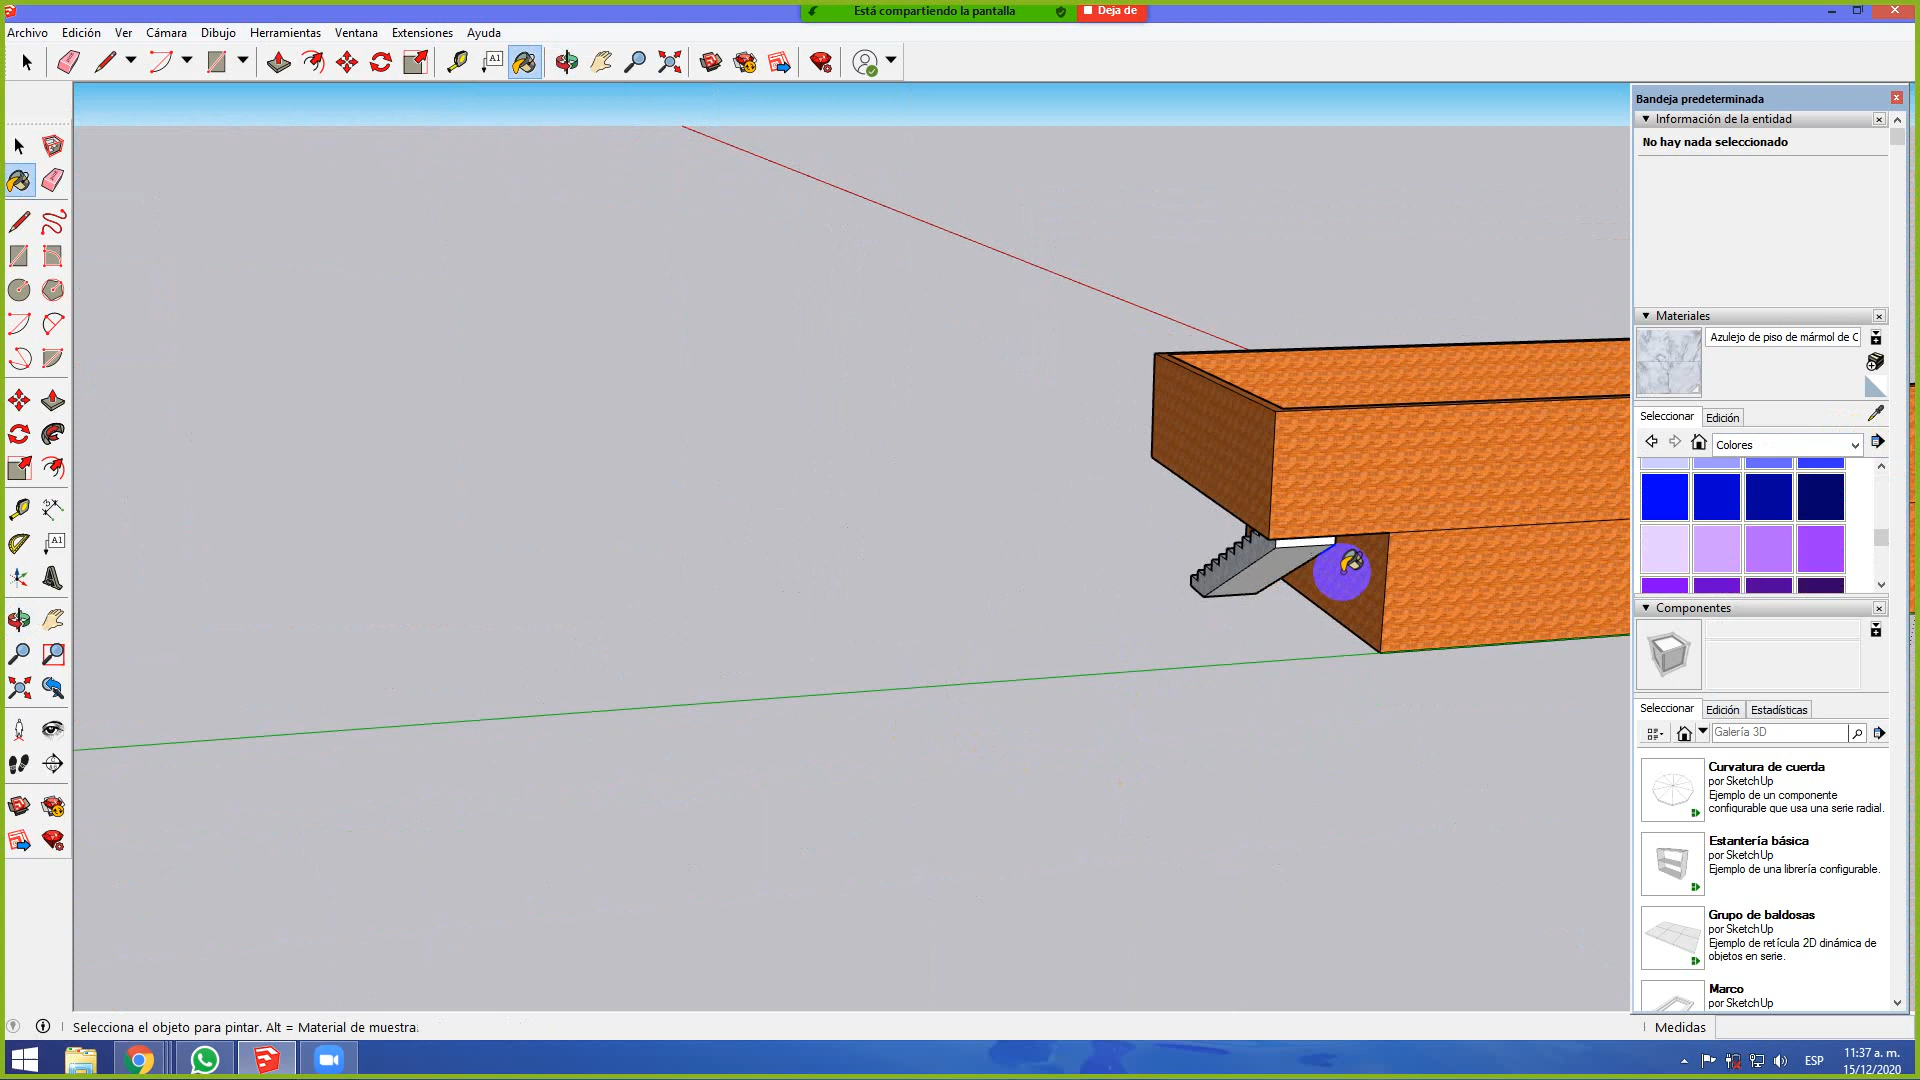 Está compartiendo la pantalla
Deja de
Archivo Edición Ver Cámara Dibujo Herramientas Ventana Extensiones Ayuda
A1
Bandeja predeterminada
Información de la entidad
No hay nada seleccionado
Materiales
Azulejo de piso de mármol de C
Seleccionar Edición
Colores
A1
Componentes
Seleccionar Edición Estadísticas
Galería 3D
Curvatura de cuerda
por SketchUp
Ejemplo de un componente
configurable que usa una serie radial.
Estantería básica
por SketchUp
Ejemplo de una librería configurable.
Grupo de baldosas
por SketchUp
Ejemplo de retícula 2D dinámica de
objetos en serie.
Marco
por SketchUp
Selecciona el objeto para pintar. Alt = Material de muestra.
Medidas
ESP
11:37 a. m.
15/12/2020